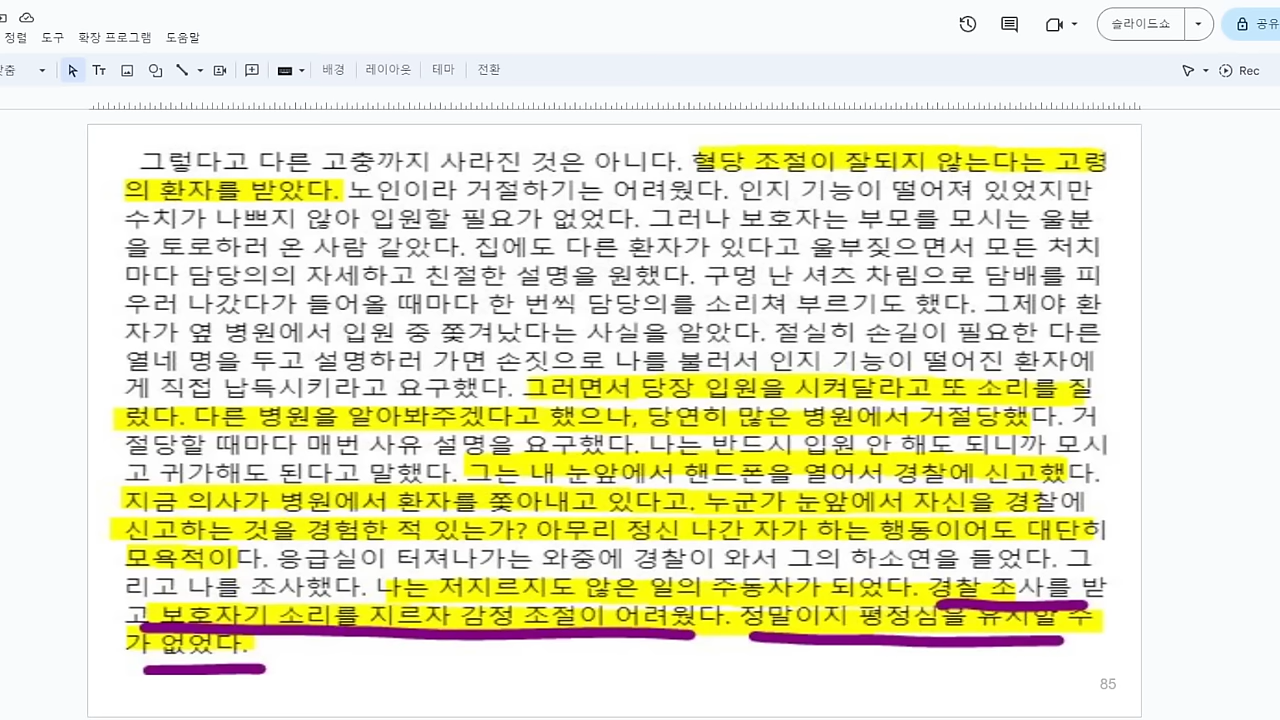 정렬 도구 확장 프로그램 도움말
슬라이드쇼
공유
맞춤
배경 레이아웃 테마 전환
Rec
그렇다고 다른 고충까지 사라진 것은 아니다. 혈당 조절이 잘되지 않는다는 고령
의 환자를 받았다. 노인이라 거절하기는 어려웠다. 인지 기능이 떨어져 있었지만
수치가 나쁘지 않아 입원할 필요가 없었다. 그러나 보호자는 부모를 모시는 울분
을 토로하러 온 사람 같았다. 집에도 다른 환자가 있다고 울부짖으면서 모든 처치
마다 담당의의 자세하고 친절한 설명을 원했다. 구멍 난 셔츠 차림으로 담배를 피
우러 나갔다가 들어올 때마다 한 번씩 담당의를 소리쳐 부르기도 했다. 그제야 환
자가 옆 병원에서 입원 중 쫓겨났다는 사실을 알았다. 절실히 손길이 필요한 다른
열네 명을 두고 설명하러 가면 손짓으로 나를 불러서 인지 기능이 떨어진 환자에
게 직접 납득시키라고 요구했다. 그러면서 당장 입원을 시켜달라고 또 소리를 질
렀다. 다른 병원을 알아봐주겠다고 했으나, 당연히 많은 병원에서 거절당했다. 거
절당할 때마다 매번 사유 설명을 요구했다. 나는 반드시 입원 안 해도 되니까 모시
고 귀가해도 된다고 말했다. 그는 내 눈앞에서 핸드폰을 열어서 경찰에 신고했다.
지금 의사가 병원에서 환자를 쫓아내고 있다고. 누군가 눈앞에서 자신을 경찰에
신고하는 것을 경험한 적 있는가? 아무리 정신 나간 자가 하는 행동이어도 대단히
모욕적이다. 응급실이 터져나가는 와중에 경찰이 와서 그의 하소연을 들었다. 그
리고 나를 조사했다. 나는 저지르지도 않은 일의 주동자가 되었다. 경찰 조사를 받
고 보호자기 소리를 지르자 감정 조절이 어려웠다. 정말이지 평정심을 유지할 수
가 없었다.
85